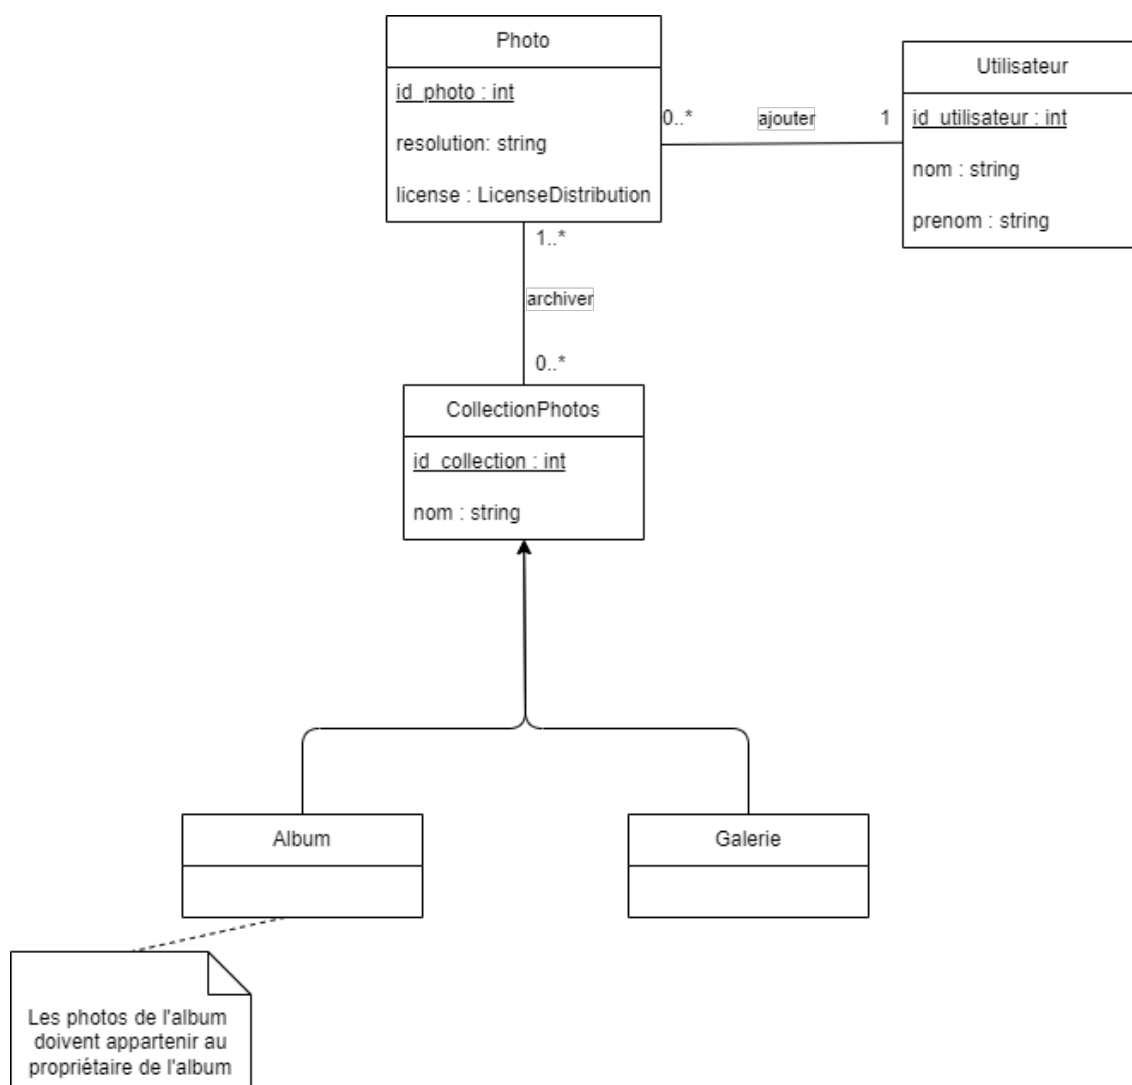 Photo
id_photo : int
resolution: string
license : LicenseDistribution
0..*
ajouter
1
Utilisateur
id_utilisateur : int
nom : string
prenom : string
1..*
archiver
0..*
CollectionPhotos
id_collection : int
nom : string
Album
Galerie
Les photos de l'album
doivent appartenir au
propriétaire de l'album